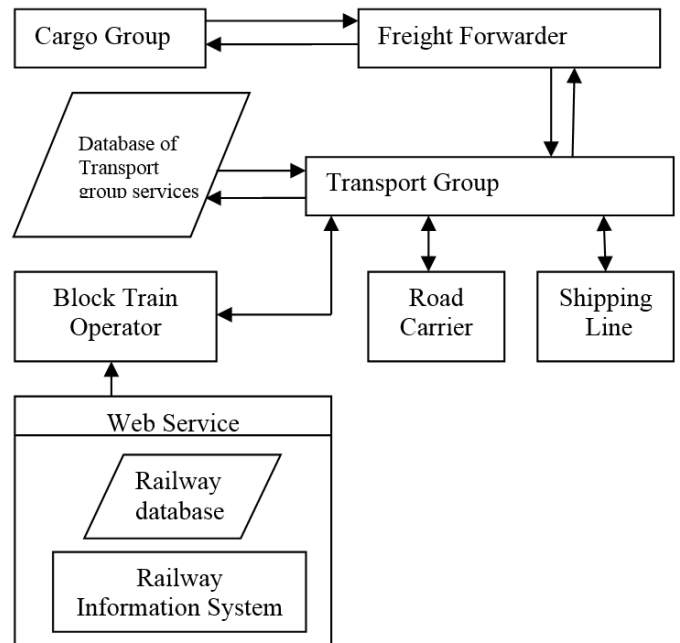 Cargo Group
Freight Forwarder
Database of
Transport
group services
Transport Group
Block Train
Operator
Road
Carrier
Shipping
Line
Web Service
Railway
database
Railway
Information System